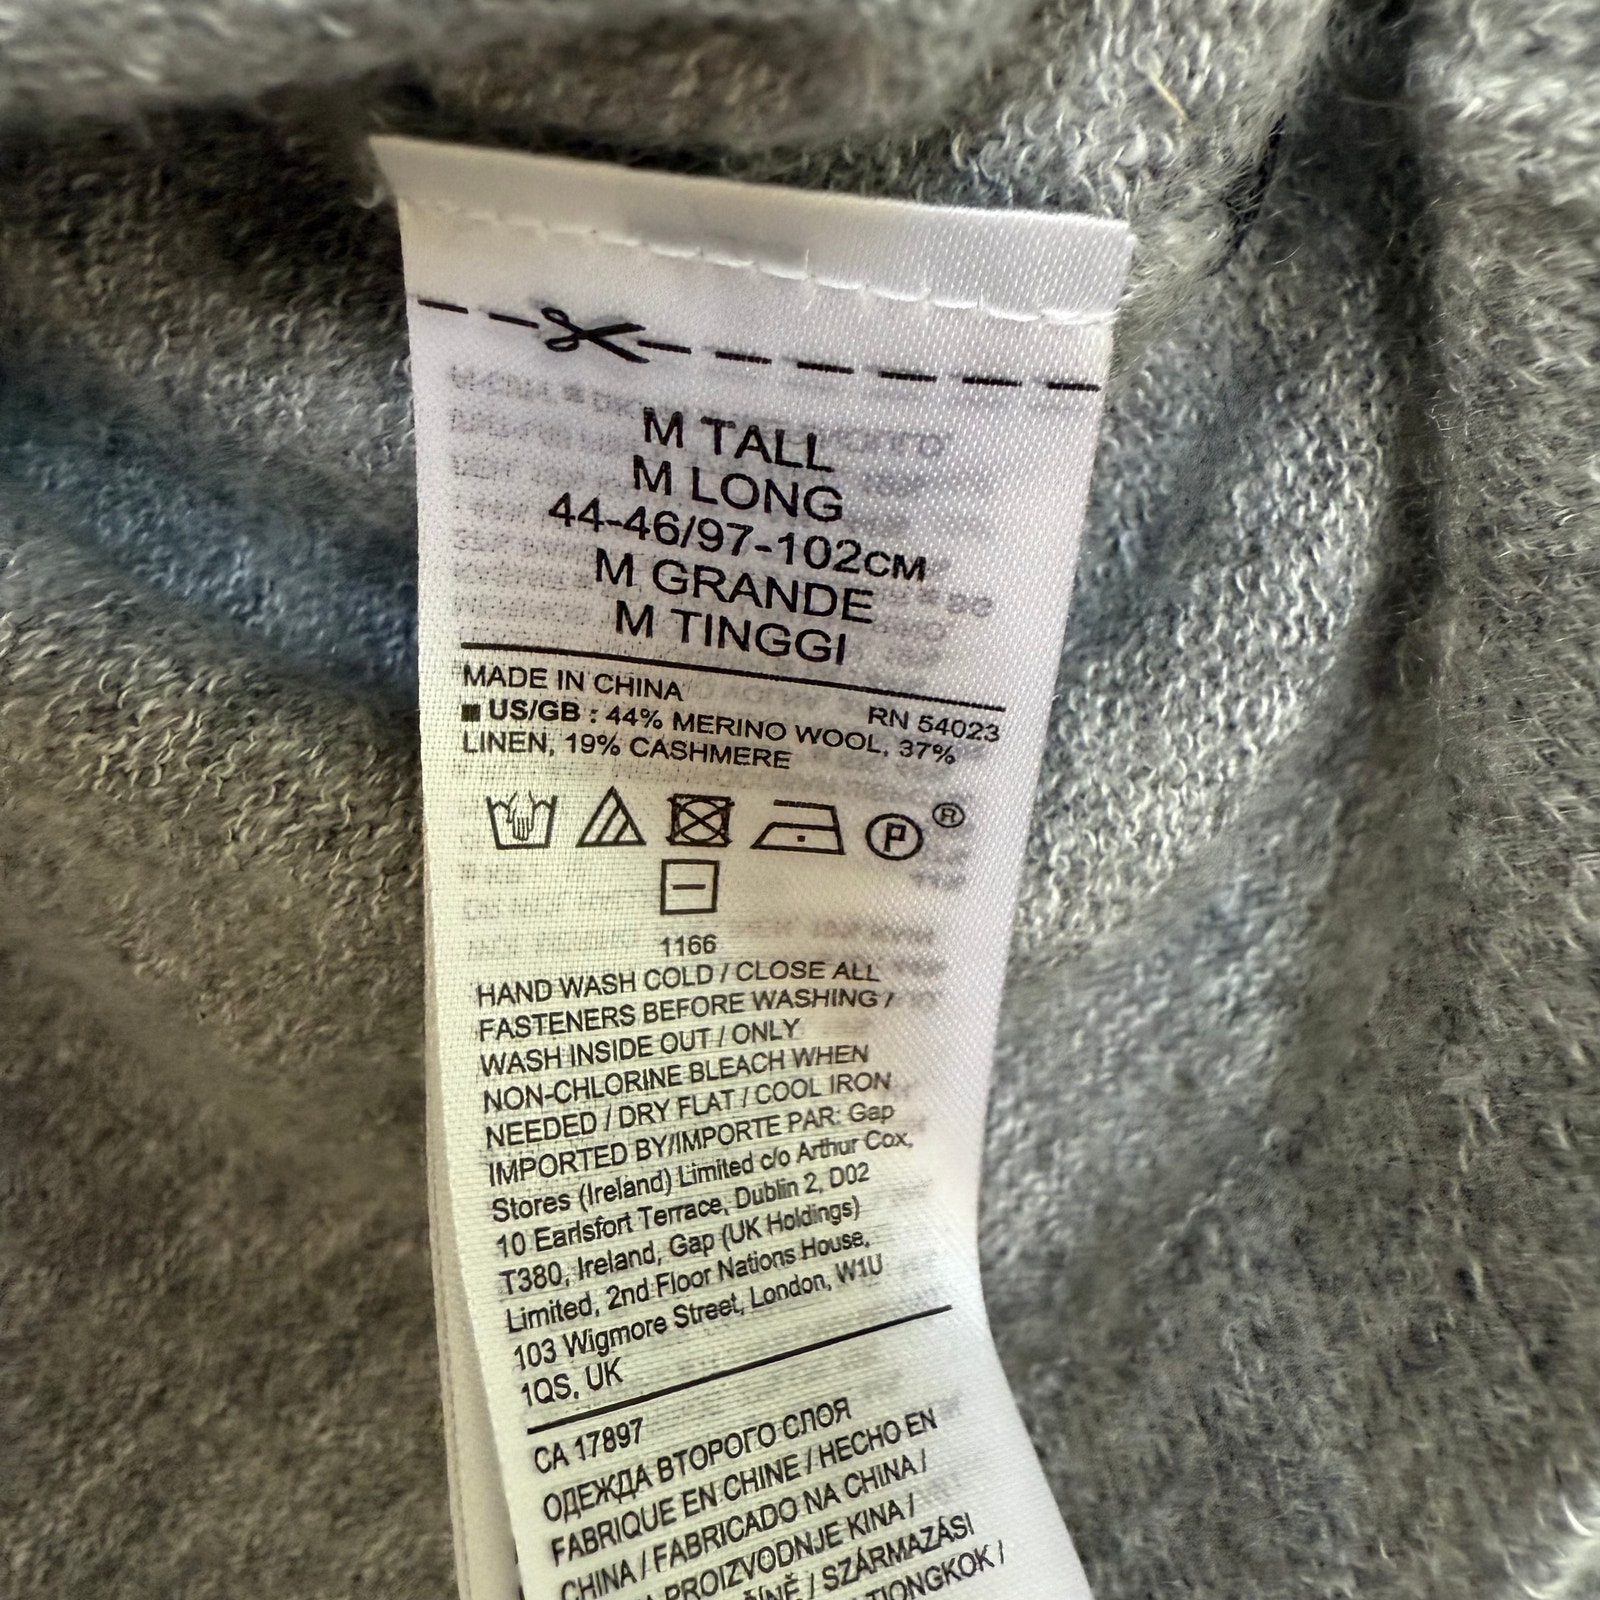 M TALL
M LONG
44-46/97-102CM
M GRANDE
M TINGGI
MADE IN CHINA
RN 54023
■ US/GB : 44% MERINO WOOL, 37%
LINEN, 19% CASHMERE
P ®
1166
HAND WASH COLD / CLOSE ALL
FASTENERS BEFORE WASHING /
WASH INSIDE OUT / ONLY
NON-CHLORINE BLEACH WHEN
NEEDED / DRY FLAT / COOL IRON
IMPORTED BY/IMPORTE PAR: Gap
Stores (Ireland) Limited c/o Arthur Cox,
10 Earlsfort Terrace, Dublin 2, D02
T380, Ireland, Gap (UK Holdings)
Limited, 2nd Floor Nations House,
103 Wigmore Street, London, W1U
1QS, UK
CA 17897
ОДЕЖДА ВТОРОГО СЛОЯ
FABRIQUE EN CHINE / HECHO EN
CHINA / FABRICADO NA CHINA /
PROIZVODNJE KINA /
/ SZÁRMAZÁSI
TIONGKOK /